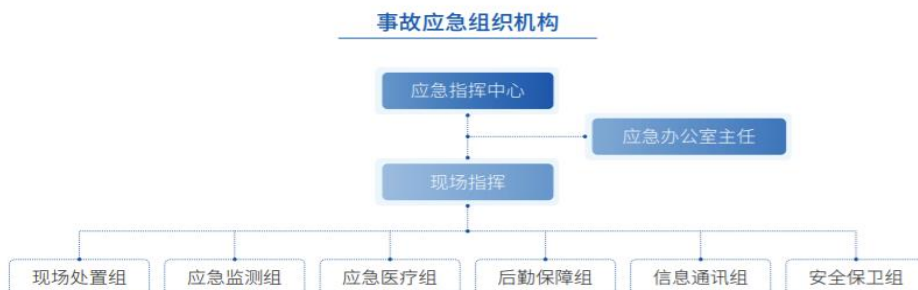 事故应急组织机构
应急指挥中心
应急办公室主任
现场指挥
现场处置组
应急监测组
应急医疗组
后勤保障组
信息通讯组
安全保卫组